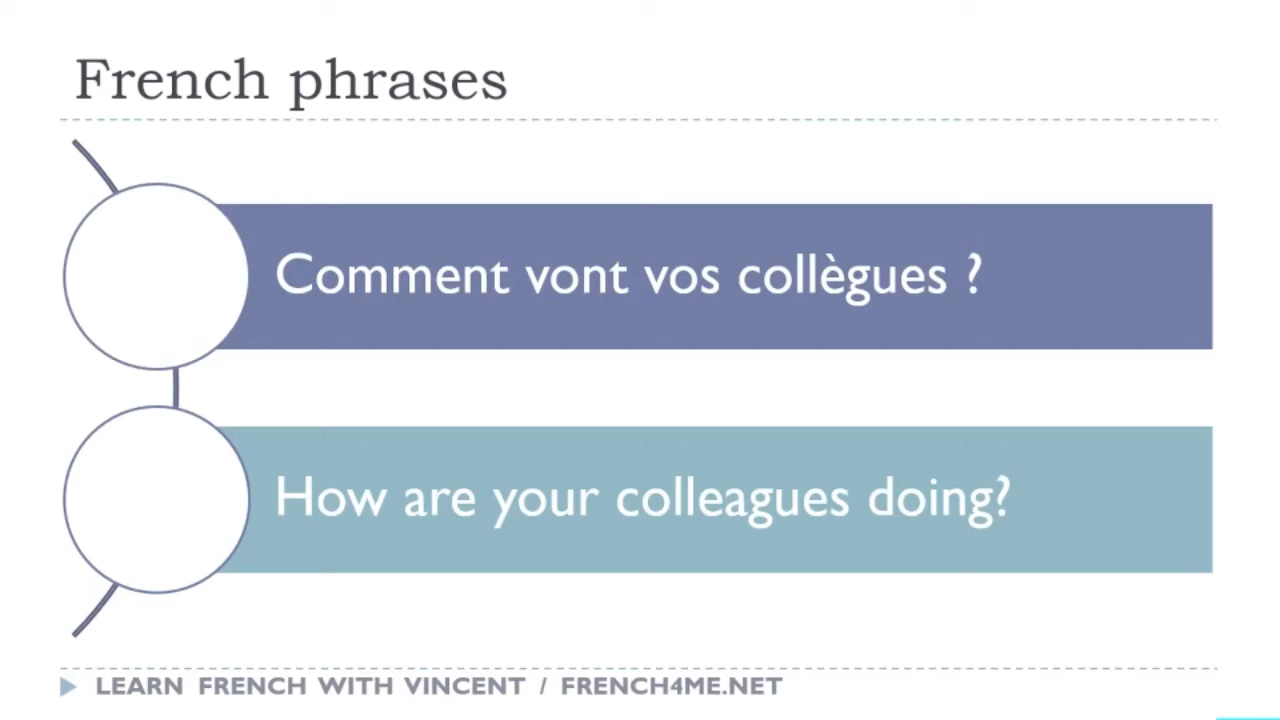 French phrases
Comment vont vos collègues ?
How are your colleagues doing?
LEARN FRENCH WITH VINCENT / FRENCH4ME.NET